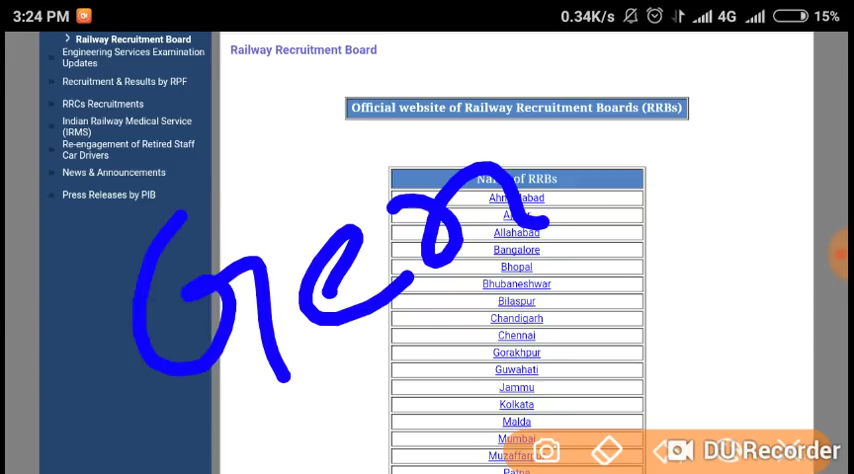 3:24 PM 0.34K/s 4G 15%
Railway Recruitment Board
Engineering Services Examination
Updates
Recruitment & Results by RPF
RRCs Recruitments
Indian Railway Medical Service
(IRMS)
Re-engagement of Retired Staff
Car Drivers
News & Announcements
Press Releases by PIB
Railway Recruitment Board
Official website of Railway Recruitment Boards (RRBs)
of RRBs
Allahabad
Bangalore
Bhopal
Bhubaneshwar
Bilaspur
Chandigarh
Chennai
Gorakhpur
Guwahati
Jammu
Kolkata
Malda
Mumbai
Patna
DU Recorder